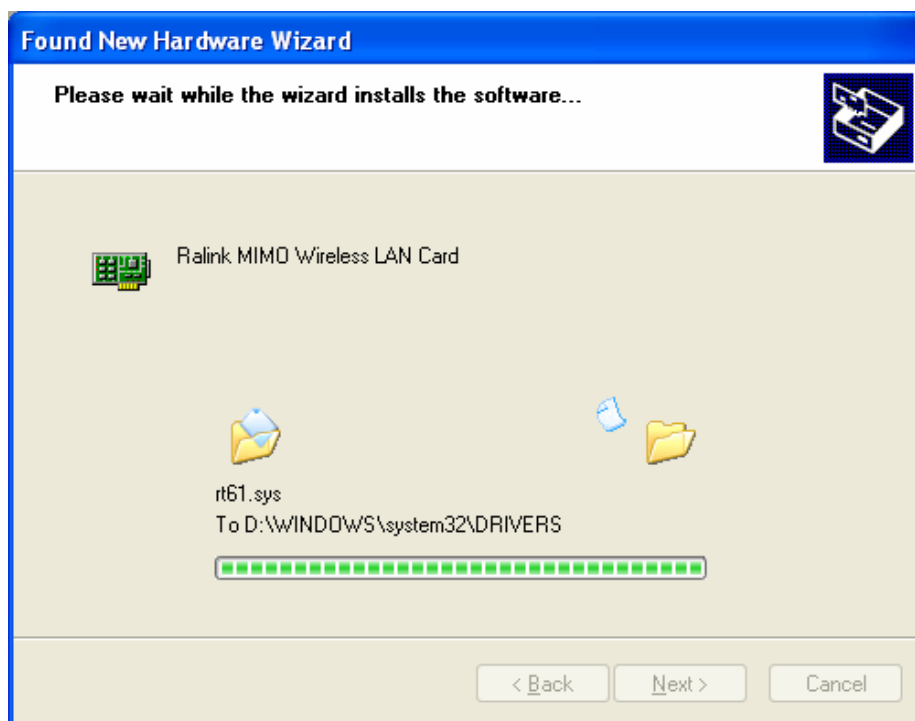 Found New Hardware Wizard
Please wait while the wizard installs the software...
Ralink MIMO Wireless LAN Card
rt61.sys
To D:\WINDOWS\system32\DRIVERS
< Back
Next >
Cancel